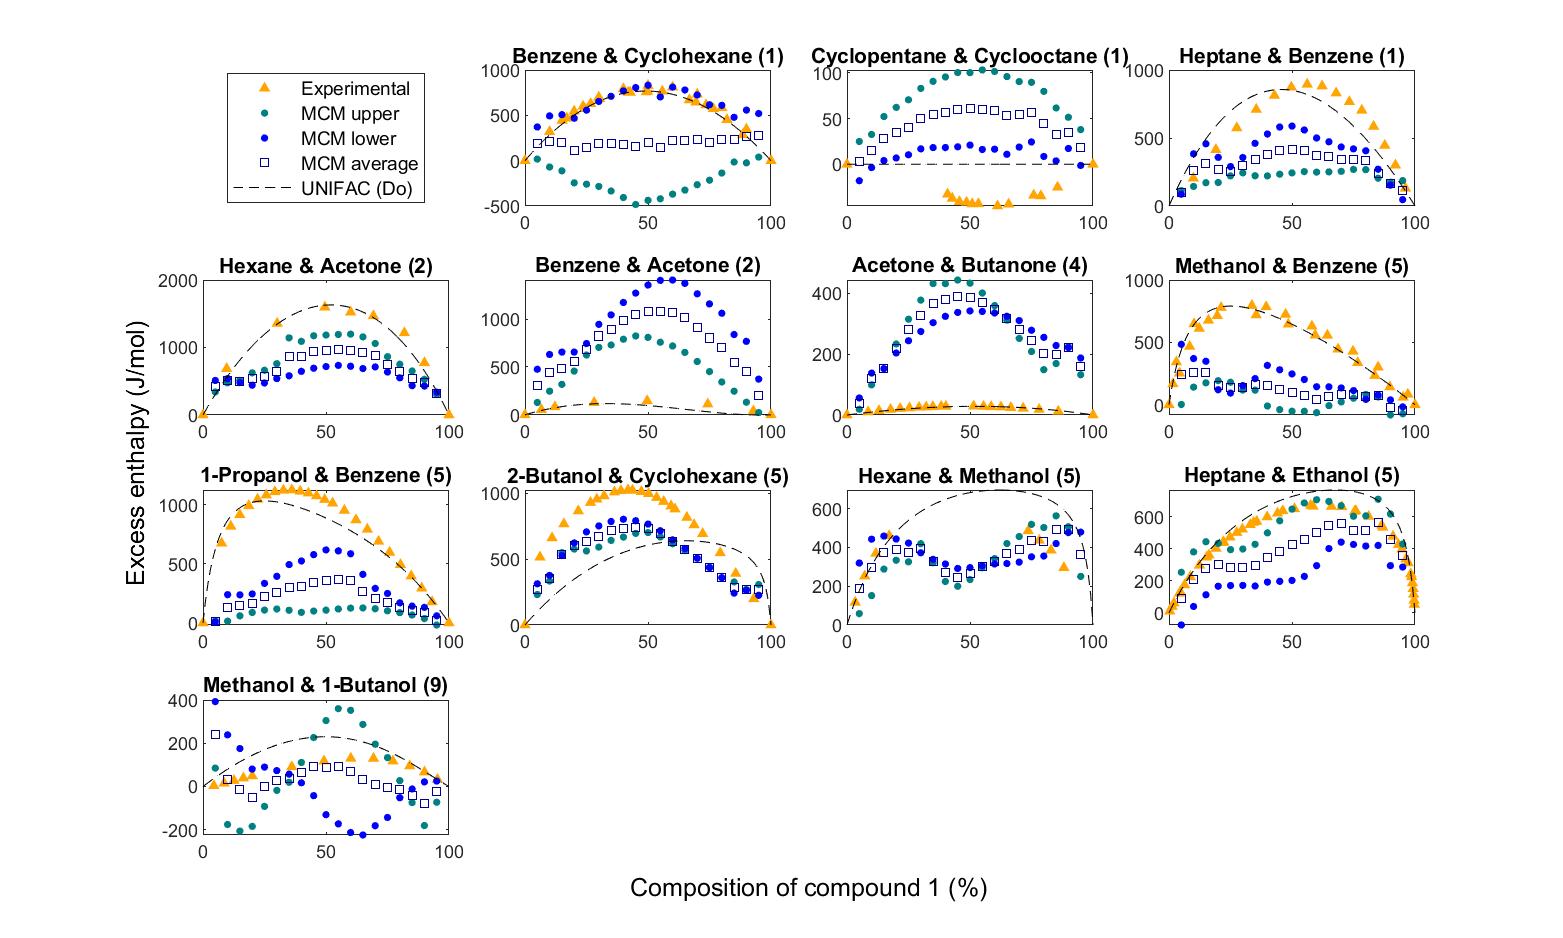 Experimental
MCM upper
MCM lower
MCM average
UNIFAC (Do)
Benzene & Cyclohexane (1)
1000
500
0
-500
0 50 100
Cyclopentane & Cyclooctane (1)
100
50
0
0 50 100
Heptane & Benzene (1)
1000
500
0
0 50 100
Hexane & Acetone (2)
2000
1000
0
0 50 100
Benzene & Acetone (2)
1000
500
0
0 50 100
Acetone & Butanone (4)
400
200
0
0 50 100
Methanol & Benzene (5)
1000
500
0
0 50 100
1-Propanol & Benzene (5)
1000
500
0
0 50 100
2-Butanol & Cyclohexane (5)
1000
500
0
0 50 100
Hexane & Methanol (5)
600
400
200
0
0 50 100
Heptane & Ethanol (5)
600
400
200
0
0 50 100
Methanol & 1-Butanol (9)
400
200
0
-200
0 50 100
Excess enthalpy (J/mol)
Composition of compound 1 (%)